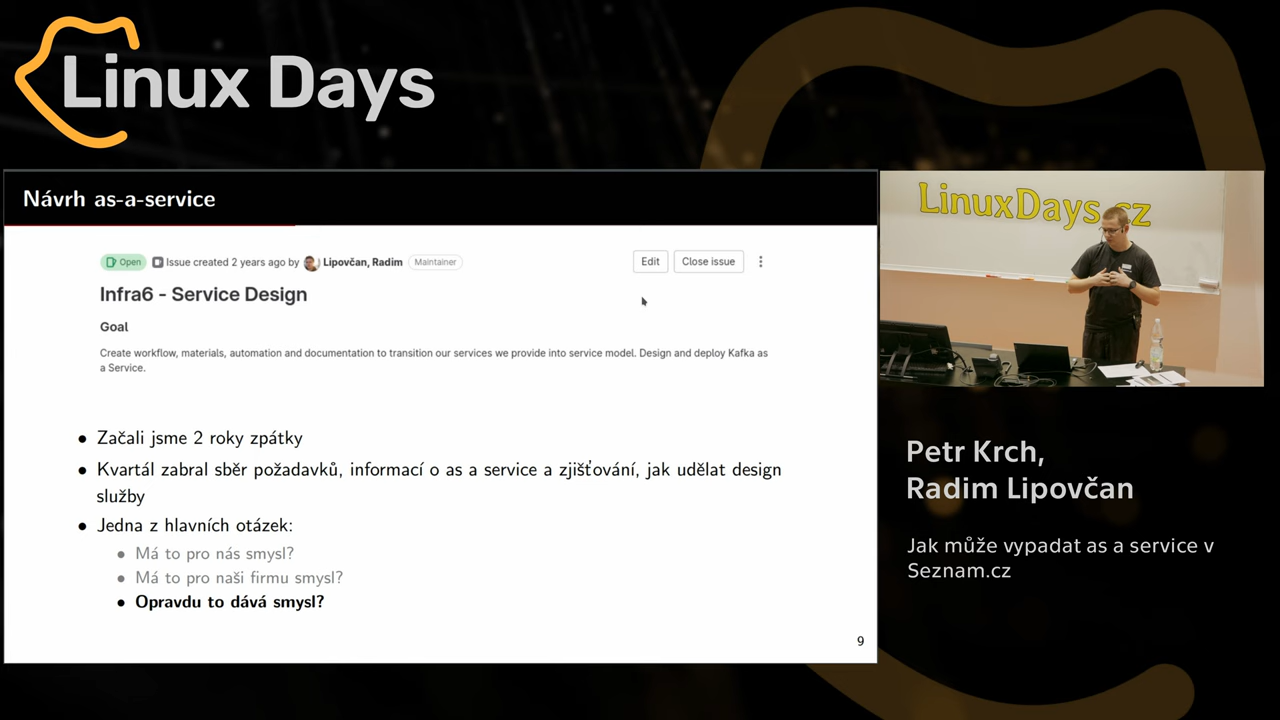 Linux Days
Návrh as-a-service
Open Issue created 2 years ago by Lipovčan, Radim Maintainer
Edit Close issue
Infra6 - Service Design
Goal
Create workflow, materials, automation and documentation to transition our services we provide into service model. Design and deploy Kafka as
a Service.
• Začali jsme 2 roky zpátky
• Kvartál zabral sběr požadavků, informací o as a service a zjišťování, jak udělat design
služby
• Jedna z hlavních otázek:
• Má to pro nás smysl?
• Má to pro naši firmu smysl?
• Opravdu to dává smysl?
9
LinuxDays.cz
Petr Krch,
Radim Lipovčan
Jak může vypadat as a service v
Seznam.cz